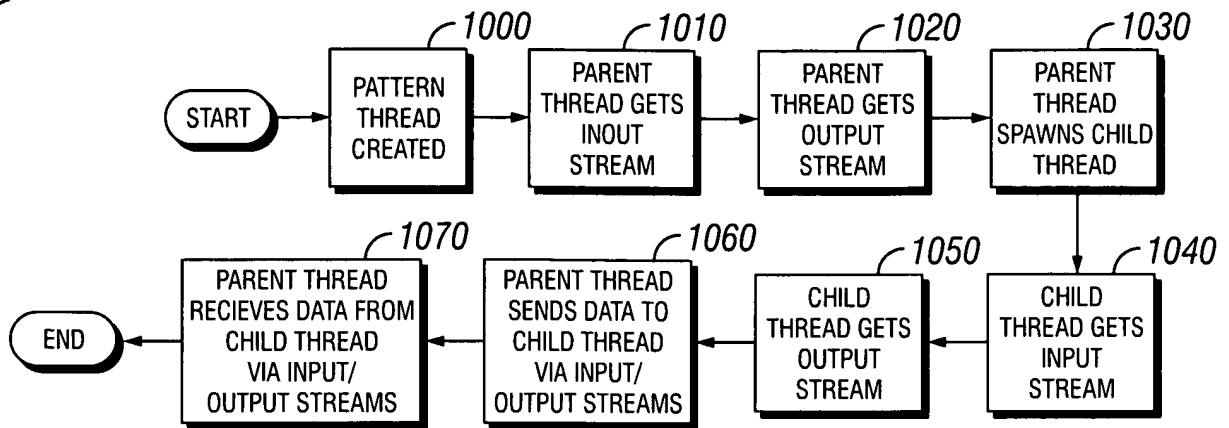 START
1000
PATTERN
THREAD
CREATED
1010
PARENT
THREAD GETS
INOUT
STREAM
1020
PARENT
THREAD GETS
OUTPUT
STREAM
1030
PARENT
THREAD
SPAWNS CHILD
THREAD
1040
CHILD
THREAD GETS
INPUT
STREAM
1050
CHILD
THREAD GETS
OUTPUT
STREAM
1060
PARENT THREAD
SENDS DATA TO
CHILD THREAD
VIA INPUT/
OUTPUT STREAMS
1070
PARENT THREAD
RECIEVES DATA FROM
CHILD THREAD
VIA INPUT/
OUTPUT STREAMS
END